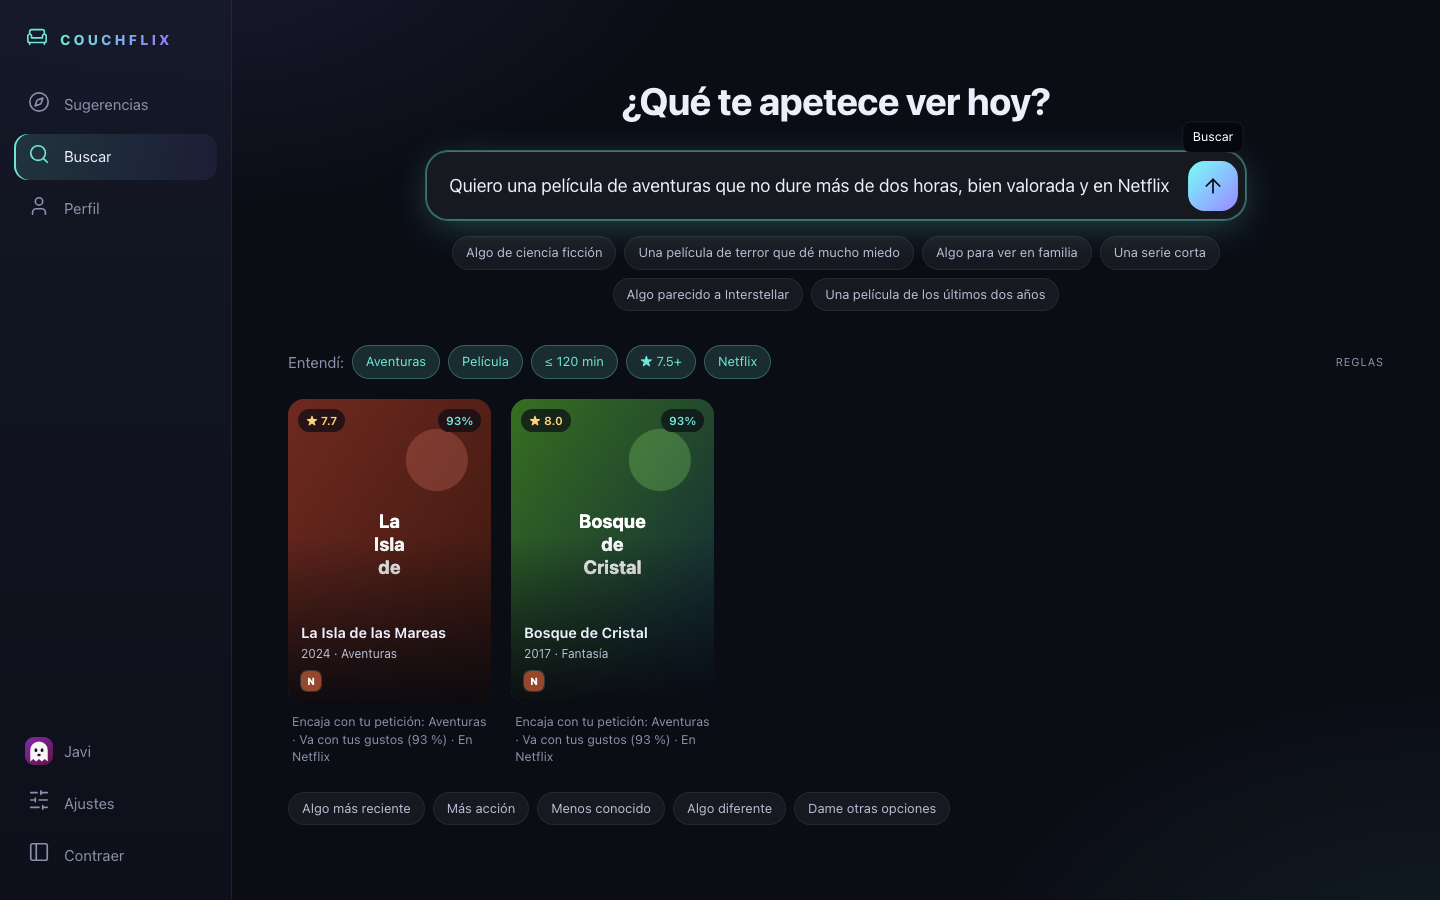 COUCHFLIX
Sugerencias
Buscar
Perfil
¿Qué te apetece ver hoy?
Buscar
Quiero una película de aventuras que no dure más de dos horas, bien valorada y en Netflix
Algo de ciencia ficción
Una película de terror que dé mucho miedo
Algo para ver en familia
Una serie corta
Algo parecido a Interstellar
Una película de los últimos dos años
Entendí:
Aventuras
Película
≤ 120 min
★ 7.5+
Netflix
REGLAS
★ 7.7
93%
La
Isla
de
La Isla de las Mareas
2024 · Aventuras
N
Encaja con tu petición: Aventuras
· Va con tus gustos (93 %) · En
Netflix
★ 8.0
93%
Bosque
de
Cristal
Bosque de Cristal
2017 · Fantasía
N
Encaja con tu petición: Aventuras
· Va con tus gustos (93 %) · En
Netflix
Algo más reciente
Más acción
Menos conocido
Algo diferente
Dame otras opciones
Javi
Ajustes
Contraer